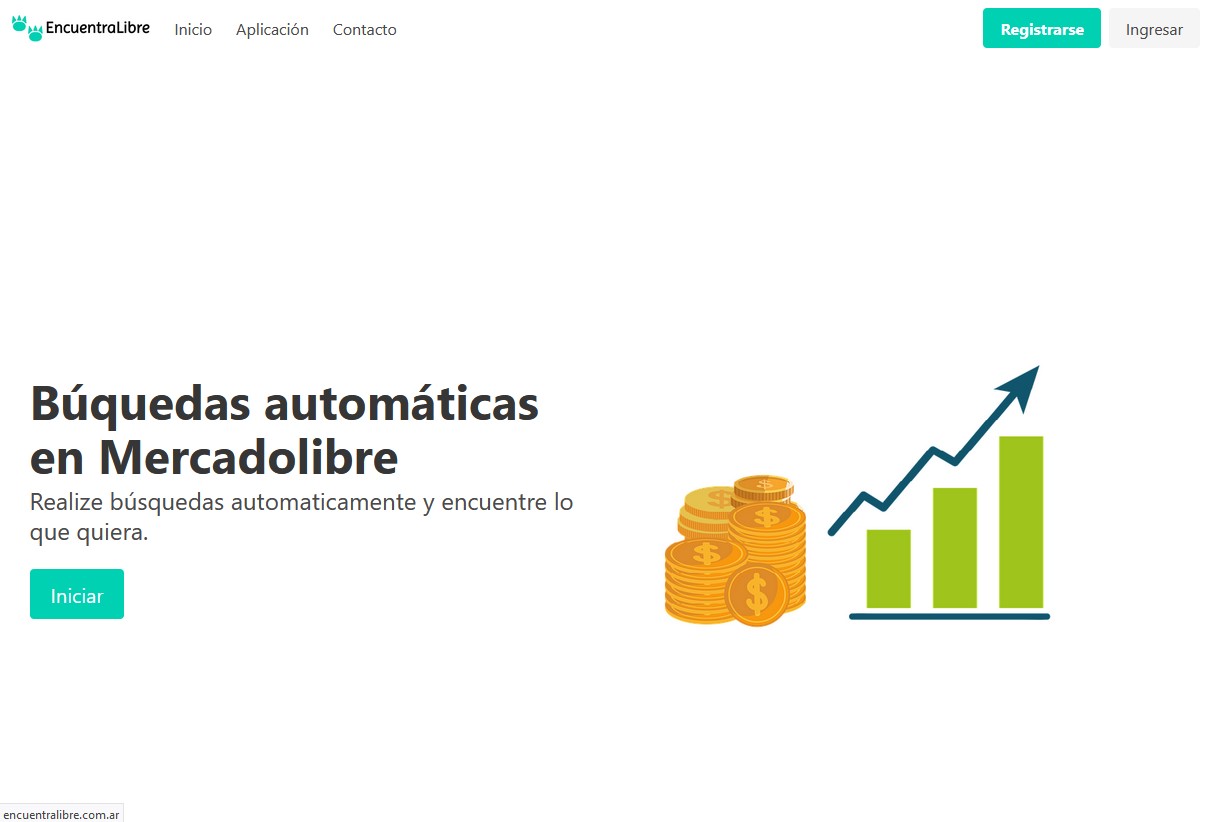 EncuentraLibre
Inicio
Aplicación
Contacto
Registrarse
Ingresar
Búquedas automáticas
en Mercadolibre
Realize búsquedas automaticamente y encuentre lo
que quiera.
Iniciar
$
$
$
$
$
encuentralibre.com.ar